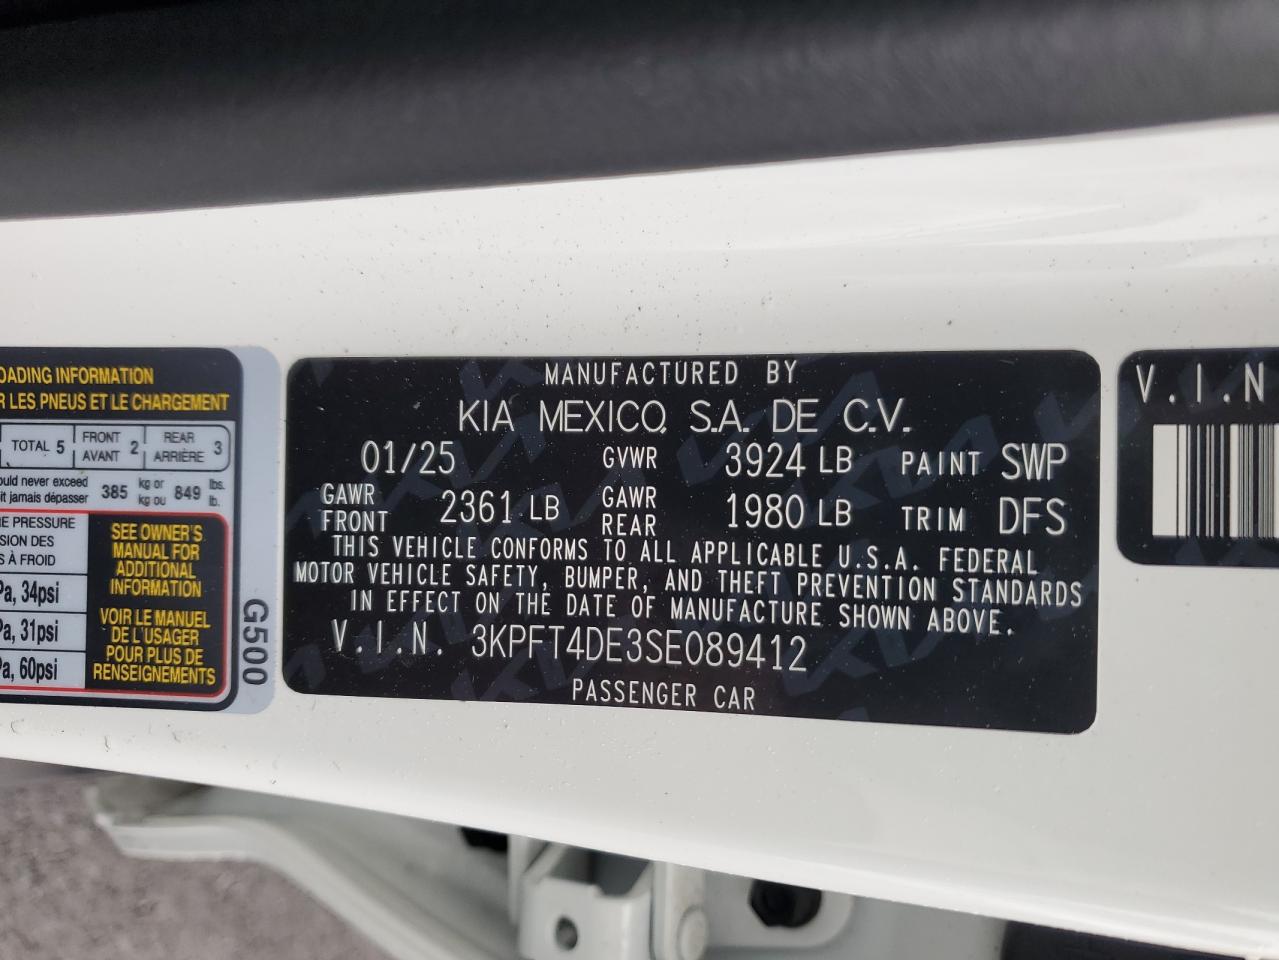 OADING INFORMATION
R LES PNEUS ET LE CHARGEMENT
TOTAL 5 FRONT AVANT 2 REAR ARRIÈRE 3
ould never exceed
it jamais dépasser 385 kg or kg ou 849 lbs. lb.
RE PRESSURE
SION DES
S À FROID
Pa, 34psi
Pa, 31psi
Pa, 60psi
SEE OWNER'S
MANUAL FOR
ADDITIONAL
INFORMATION
VOIR LE MANUEL
DE L'USAGER
POUR PLUS DE
RENSEIGNEMENTS
G500
MANUFACTURED BY
KIA MEXICO, S.A. DE C.V.
01/25 GVWR 3924 LB PAINT SWP
GAWR FRONT 2361 LB GAWR REAR 1980 LB TRIM DFS
THIS VEHICLE CONFORMS TO ALL APPLICABLE U.S.A. FEDERAL
MOTOR VEHICLE SAFETY, BUMPER, AND THEFT PREVENTION STANDARDS
IN EFFECT ON THE DATE OF MANUFACTURE SHOWN ABOVE.
V.I.N. 3KPFT4DE3SE089412
PASSENGER CAR
V.I.N